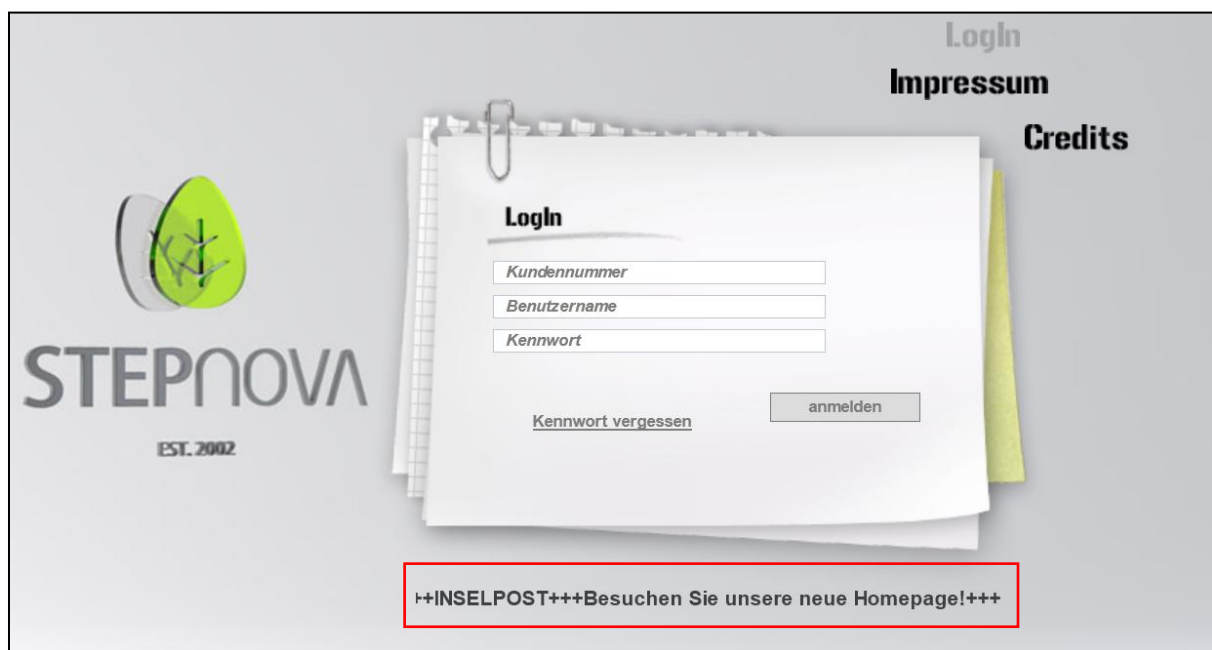 LogIn
Impressum
Credits
LogIn
Kundennummer
Benutzername
Kennwort
anmelden
Kennwort vergessen
STEPNOVA
EST. 2002
++INSELPOST+++Besuchen Sie unsere neue Homepage!+++